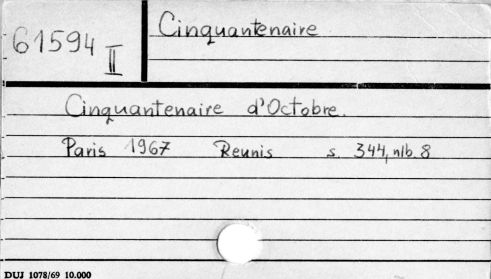 61594 II
Cinquantenaire
Cinquantenaire d'Octobre.
Paris 1967 Reunis s. 344, nlb. 8
DUJ 1078/69 10.000